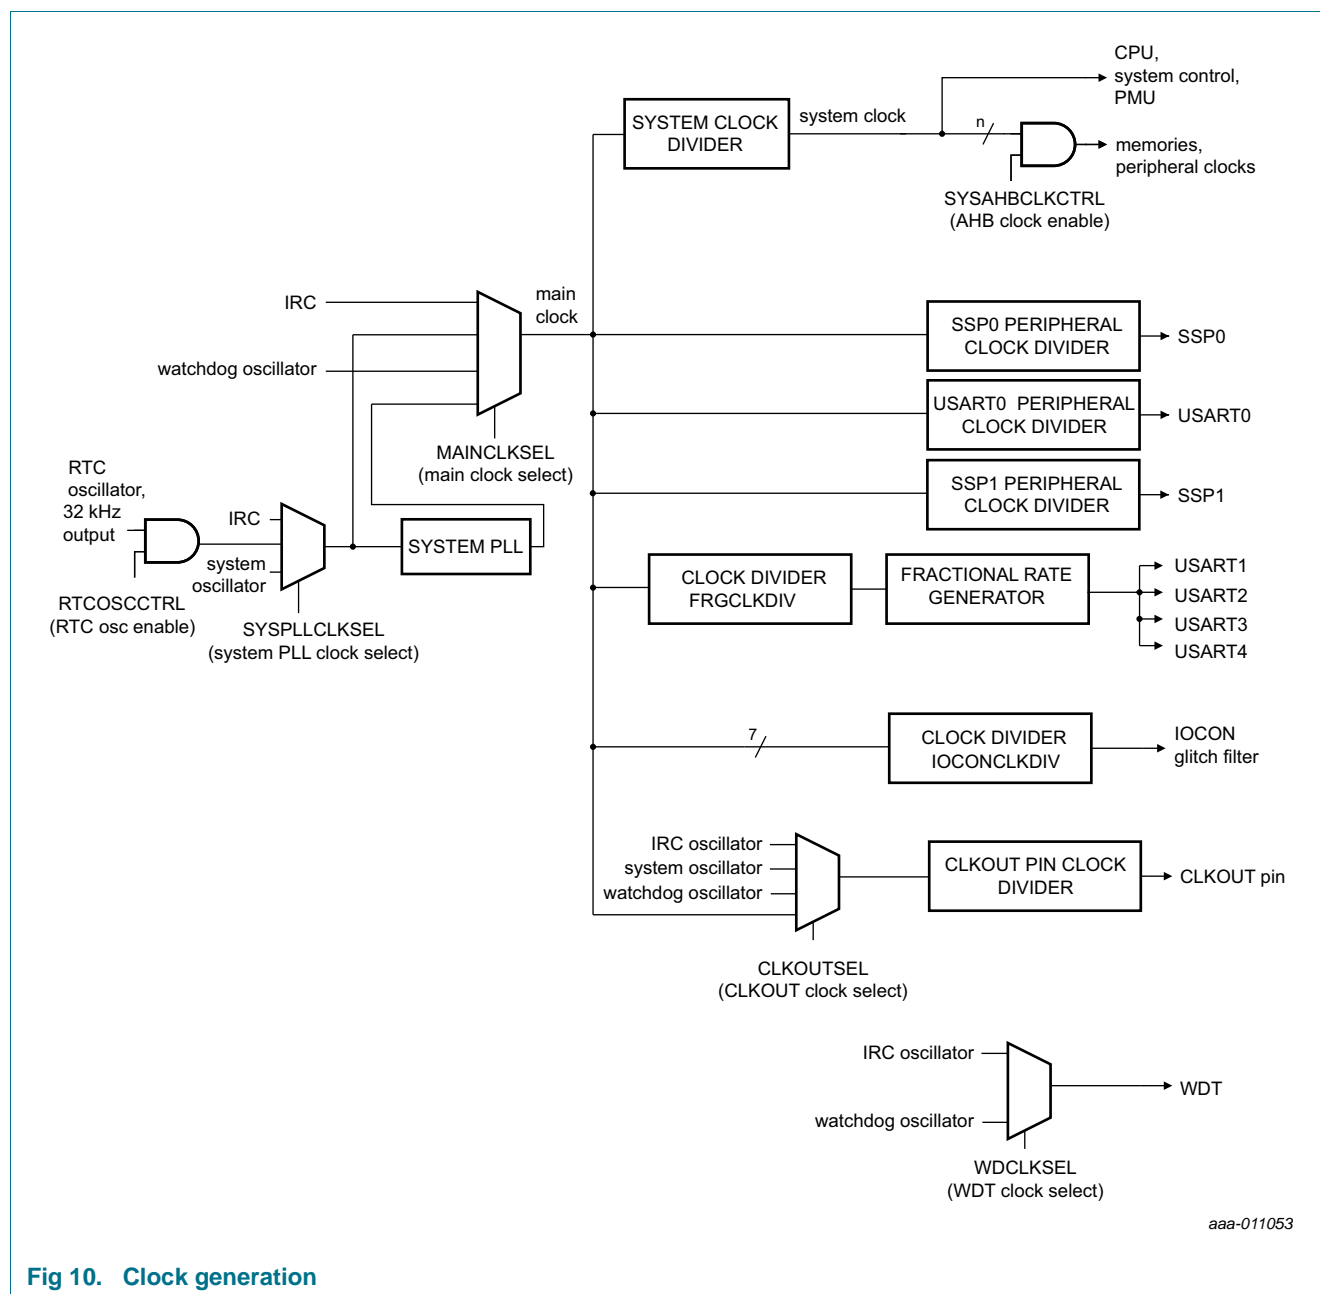 CPU,
system control,
PMU
SYSTEM CLOCK
DIVIDER
system clock
n
memories,
peripheral clocks
SYSAHBCLKCTRL
(AHB clock enable)
IRC
main
clock
watchdog oscillator
MAINCLKSEL
(main clock select)
SSP0 PERIPHERAL
CLOCK DIVIDER
SSP0
USART0 PERIPHERAL
CLOCK DIVIDER
USART0
SSP1 PERIPHERAL
CLOCK DIVIDER
SSP1
RTC
oscillator,
32 kHz
output
IRC
system
oscillator
SYSTEM PLL
RTCOSCCTRL
(RTC osc enable)
SYSPLLCLKSEL
(system PLL clock select)
CLOCK DIVIDER
FRGCLKDIV
FRACTIONAL RATE
GENERATOR
USART1
USART2
USART3
USART4
7
CLOCK DIVIDER
IOCONCLKDIV
IOCON
glitch filter
IRC oscillator
system oscillator
watchdog oscillator
CLKOUT PIN CLOCK
DIVIDER
CLKOUT pin
CLKOUTSEL
(CLKOUT clock select)
IRC oscillator
watchdog oscillator
WDT
WDCLKSEL
(WDT clock select)
aaa-011053
Fig 10. Clock generation